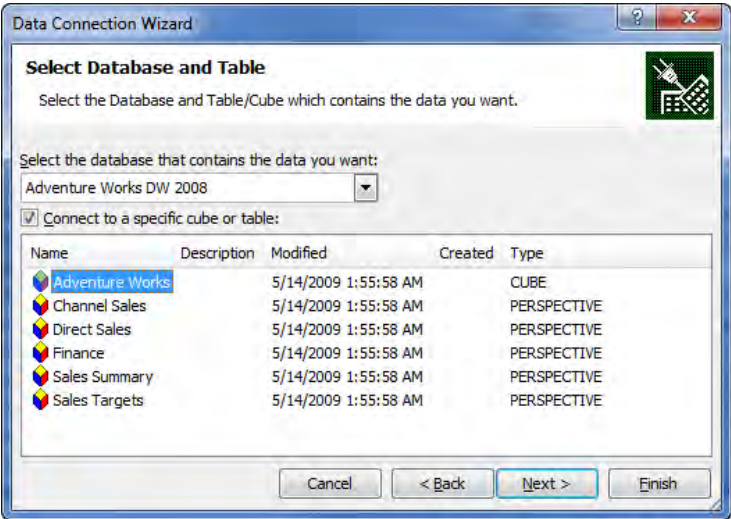 Data Connection Wizard
Select Database and Table
Select the Database and Table/Cube which contains the data you want.
Select the database that contains the data you want:
Adventure Works DW 2008
Connect to a specific cube or table:
Name Description Modified Created Type
Adventure Works 5/14/2009 1:55:58 AM CUBE
Channel Sales 5/14/2009 1:55:58 AM PERSPECTIVE
Direct Sales 5/14/2009 1:55:58 AM PERSPECTIVE
Finance 5/14/2009 1:55:58 AM PERSPECTIVE
Sales Summary 5/14/2009 1:55:58 AM PERSPECTIVE
Sales Targets 5/14/2009 1:55:58 AM PERSPECTIVE
Cancel < Back Next > Finish